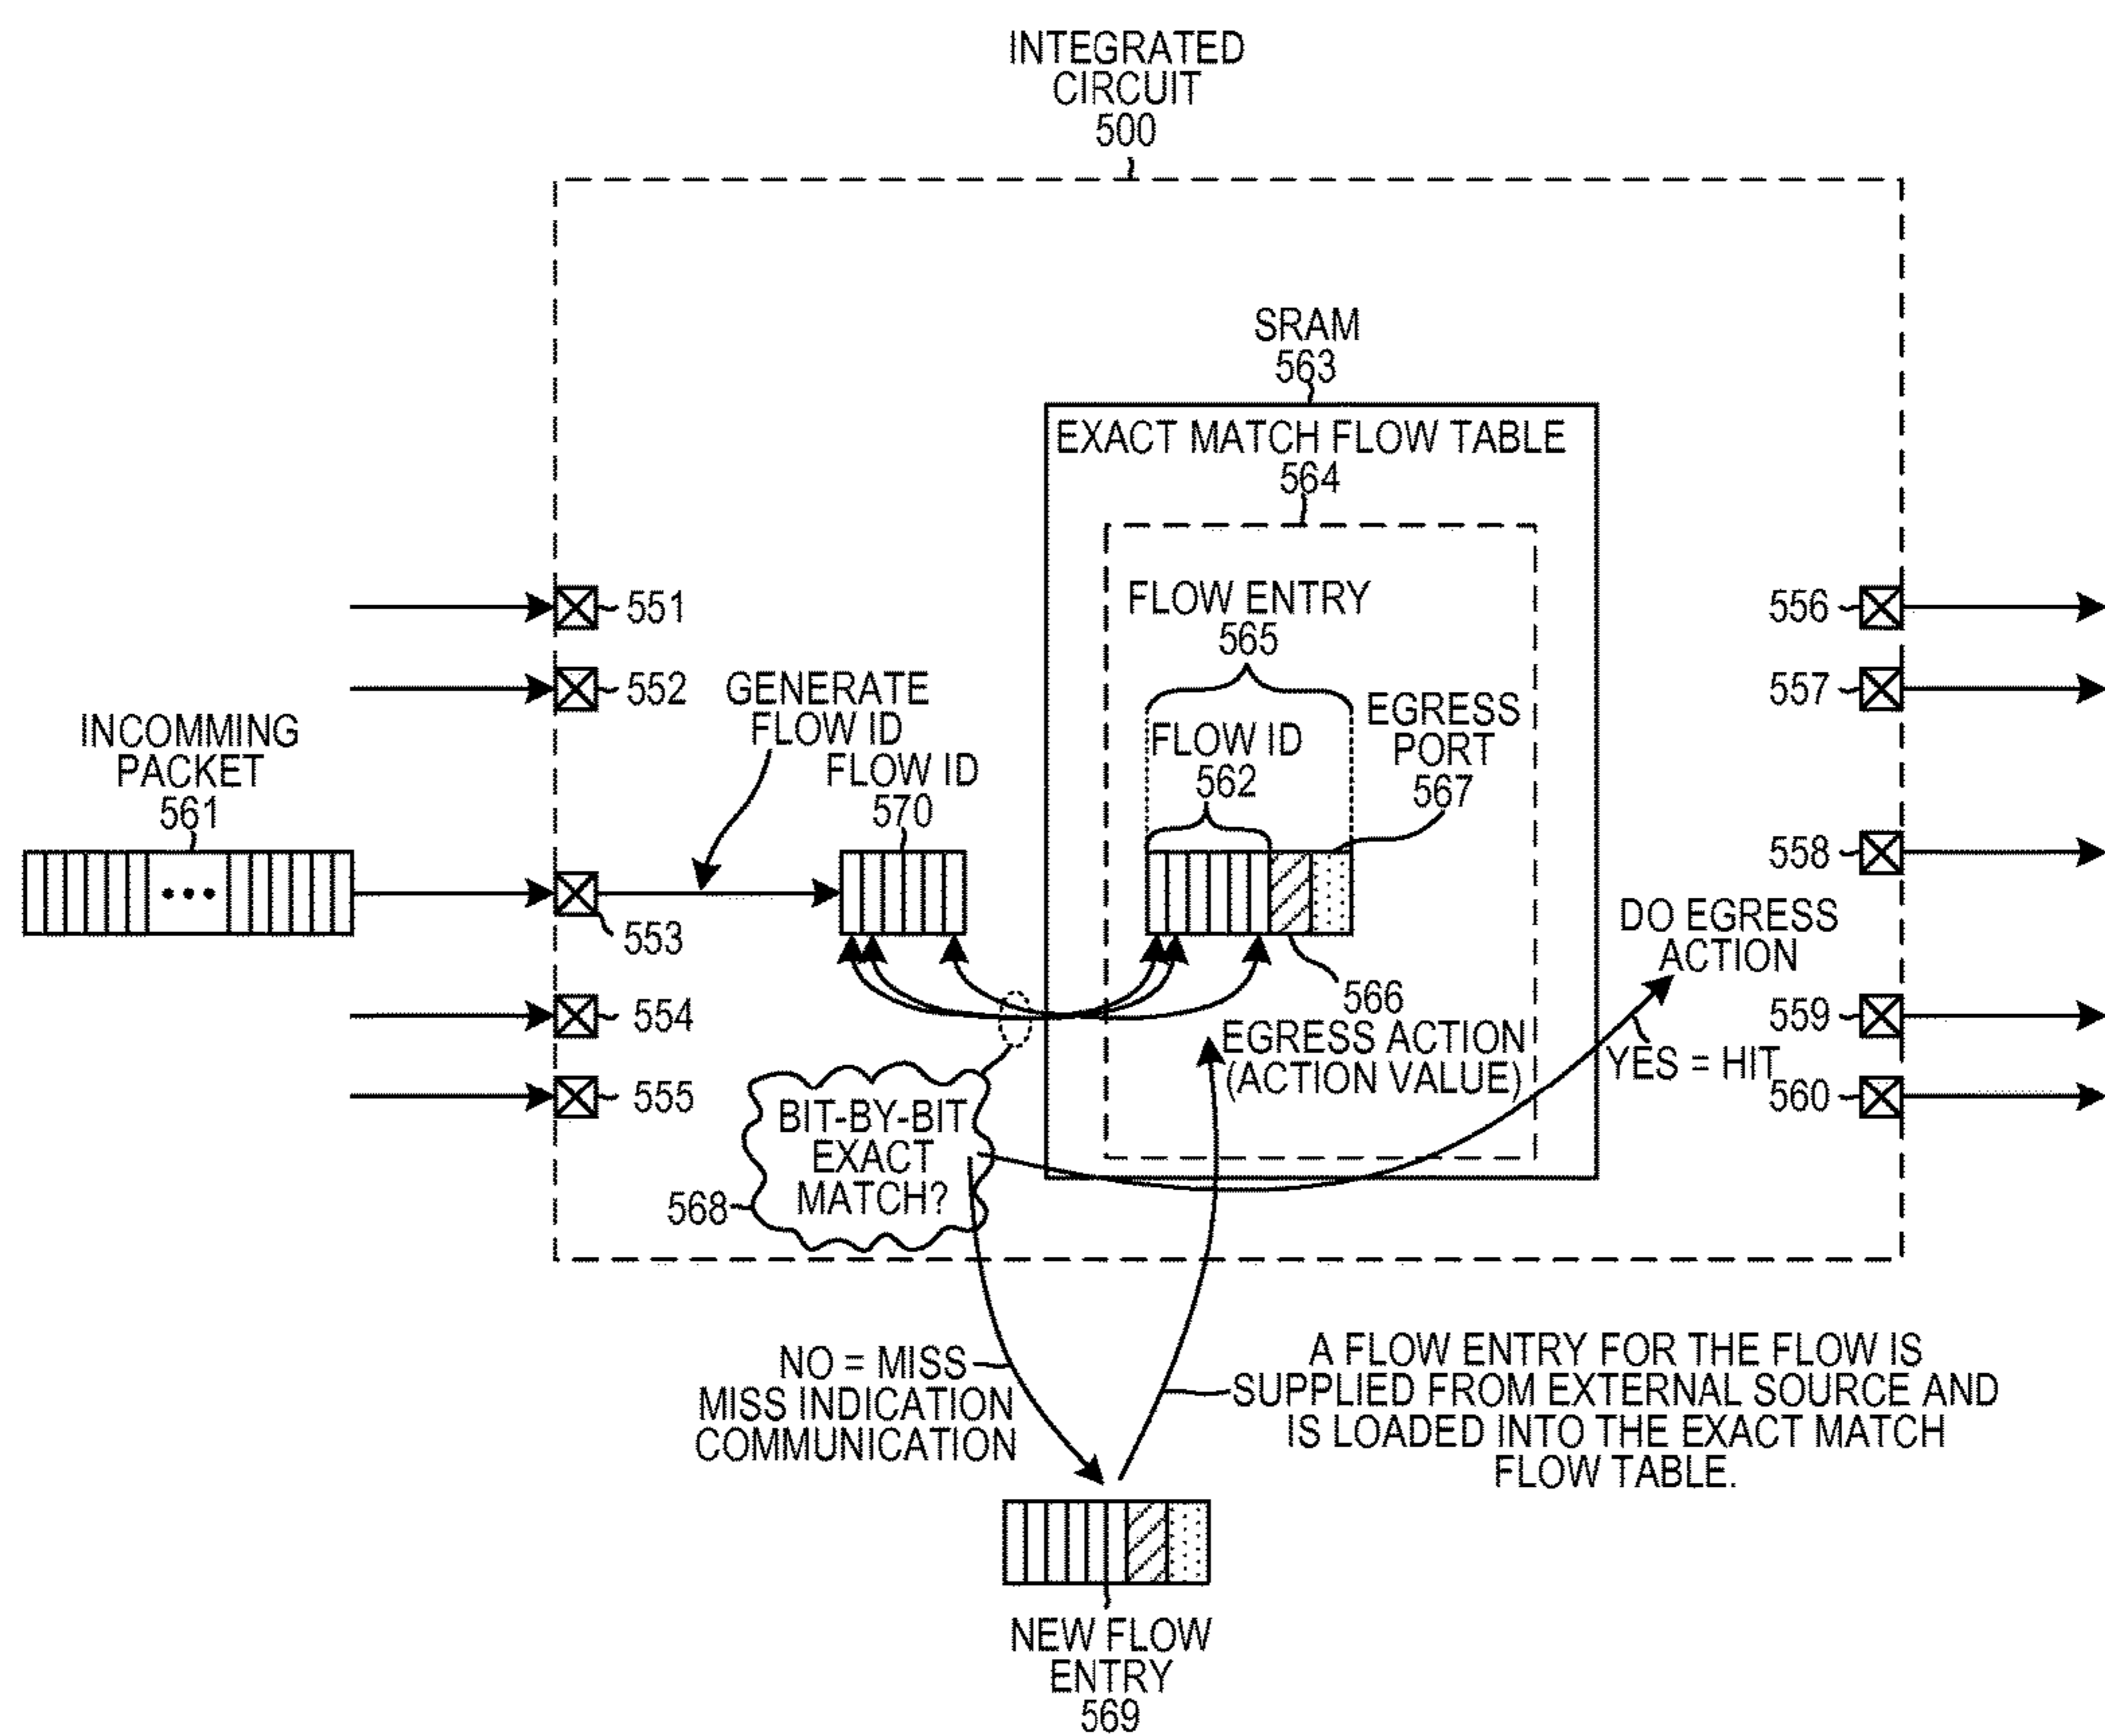 INTEGRATED
CIRCUIT
500
SRAM
563
EXACT MATCH FLOW TABLE
564
FLOW ENTRY
565
FLOW ID
562
EGRESS
PORT
567
551
552
GENERATE
FLOW ID
FLOW ID
570
INCOMMING
PACKET
561
553
554
555
556
557
558
559
560
566
EGRESS ACTION
(ACTION VALUE)
DO EGRESS
ACTION
YES = HIT
BIT-BY-BIT
EXACT
MATCH?
568
NO = MISS
MISS INDICATION
COMMUNICATION
A FLOW ENTRY FOR THE FLOW IS
SUPPLIED FROM EXTERNAL SOURCE AND
IS LOADED INTO THE EXACT MATCH
FLOW TABLE.
NEW FLOW
ENTRY
569